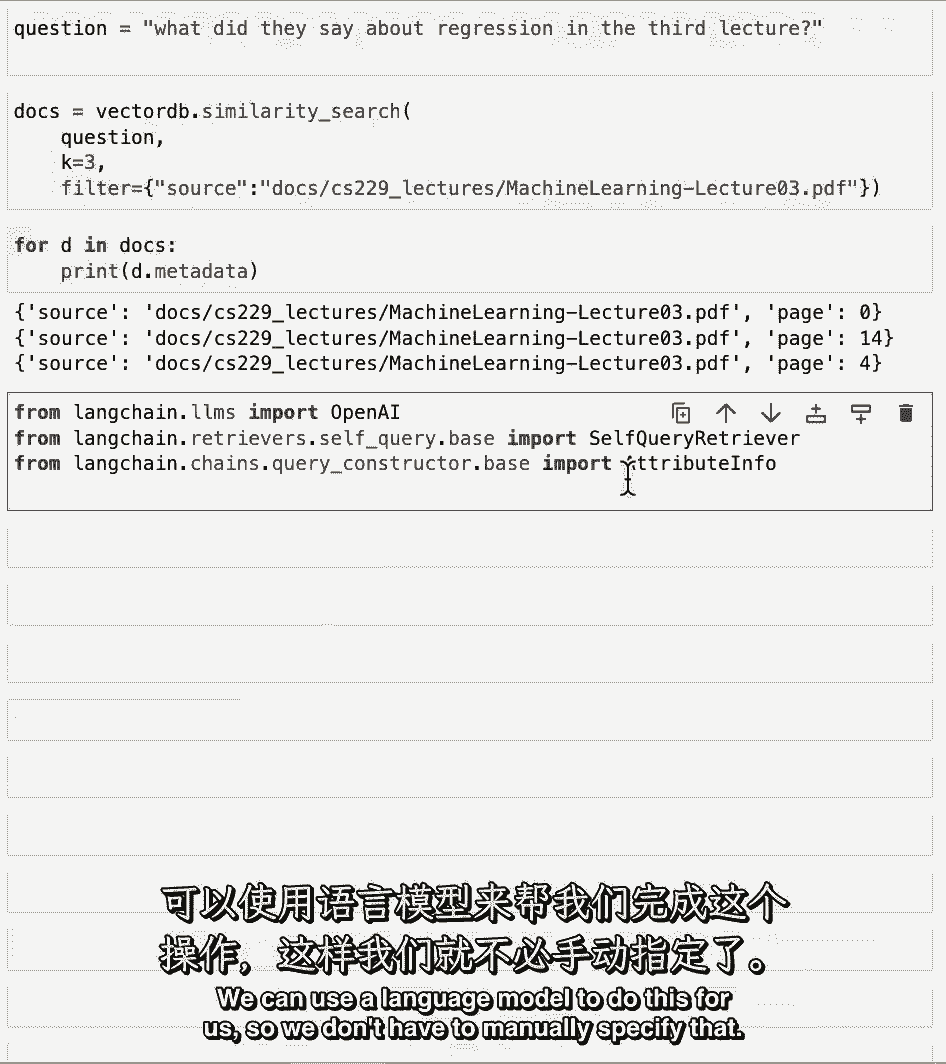 question = "what did they say about regression in the third lecture?"
docs = vectordb.similarity_search(
    question,
    k=3,
    filter={"source":"docs/cs229_lectures/MachineLearning-Lecture03.pdf"})
for d in docs:
    print(d.metadata)
{'source': 'docs/cs229_lectures/MachineLearning-Lecture03.pdf', 'page': 0}
{'source': 'docs/cs229_lectures/MachineLearning-Lecture03.pdf', 'page': 14}
{'source': 'docs/cs229_lectures/MachineLearning-Lecture03.pdf', 'page': 4}
from langchain.llms import OpenAI
from langchain.retrievers.self_query.base import SelfQueryRetriever
from langchain.chains.query_constructor.base import AttributeInfo
可以使用语言模型来帮我们完成这个
操作，这样我们就不必手动指定了。
We can use a language model to do this for
us, so we don't have to manually specify that.